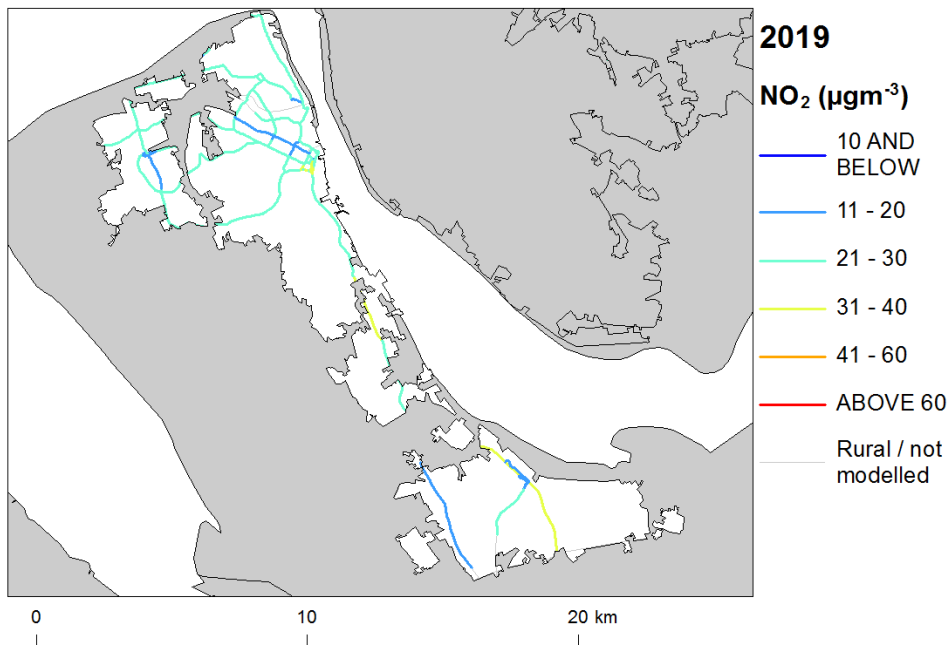 2019
NO₂ (µgm⁻³)
10 AND
BELOW
11 - 20
21 - 30
31 - 40
41 - 60
ABOVE 60
Rural / not
modelled
0 10 20 km